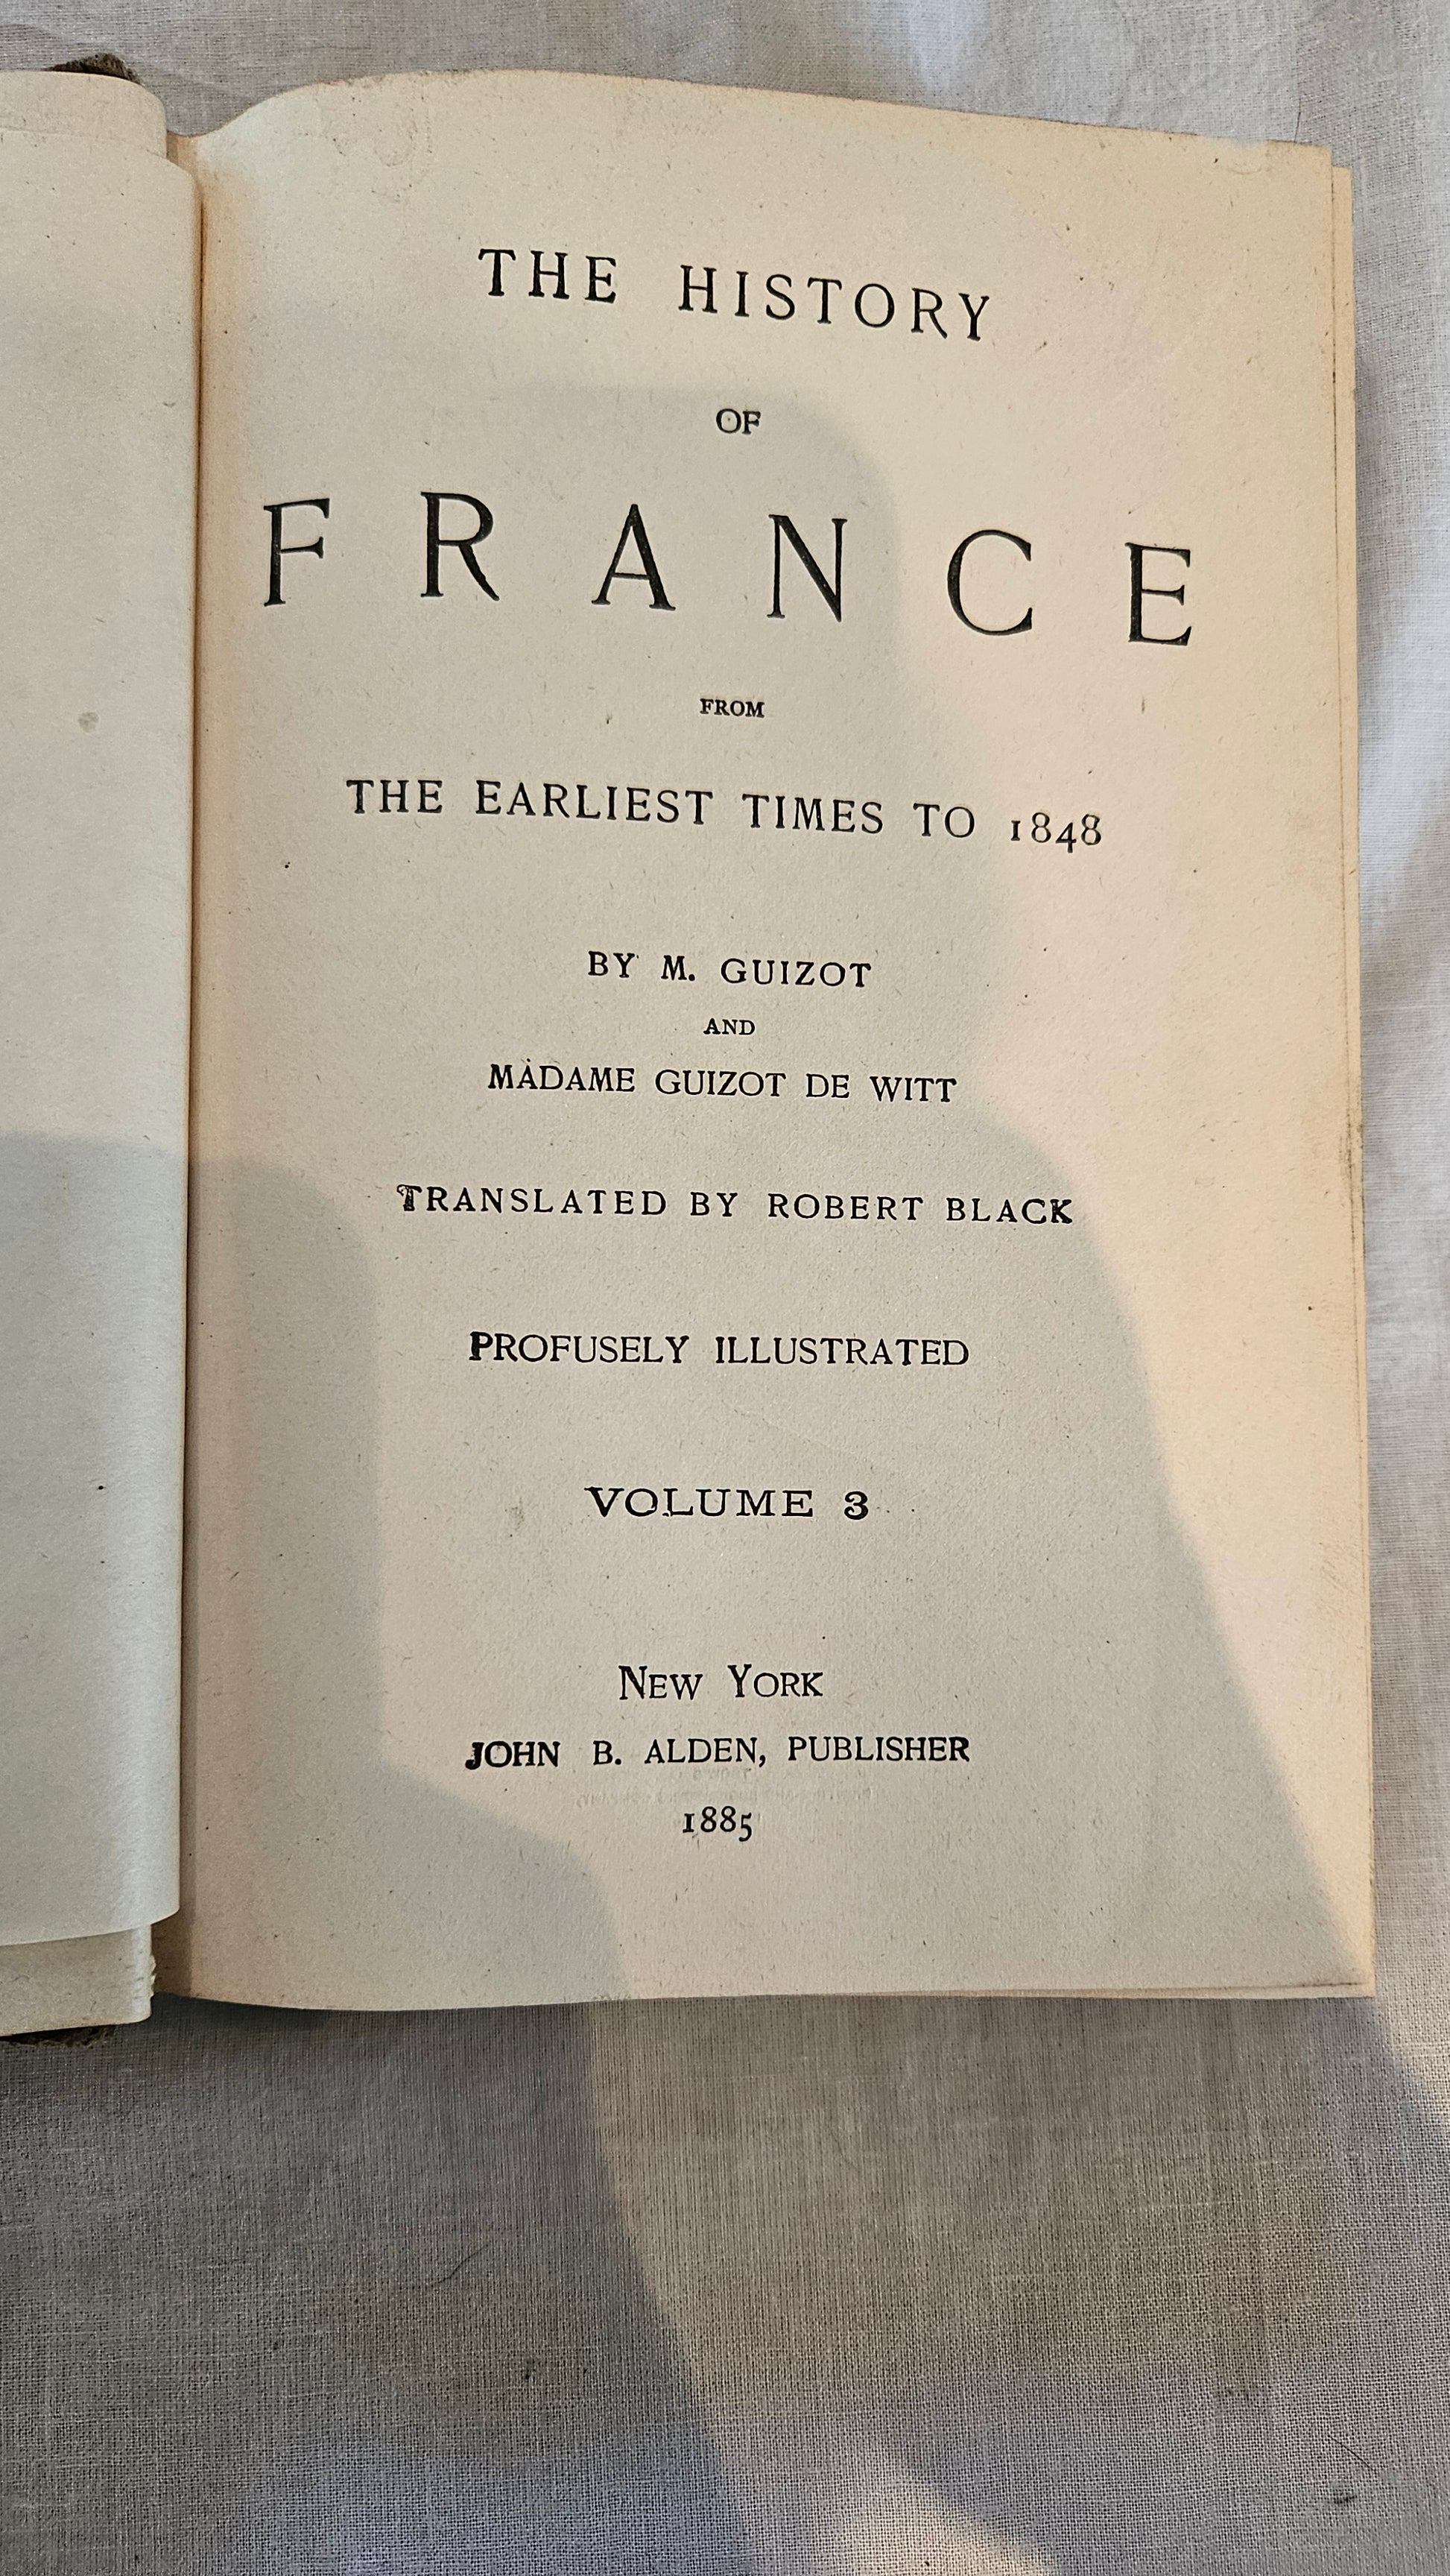 THE HISTORY
OF
FRANCE
FROM
THE EARLIEST TIMES TO 1848
BY M. GUIZOT
AND
MADAME GUIZOT DE WITT
TRANSLATED BY ROBERT BLACK
PROFUSELY ILLUSTRATED
VOLUME 3
NEW YORK
JOHN B. ALDEN, PUBLISHER
1885